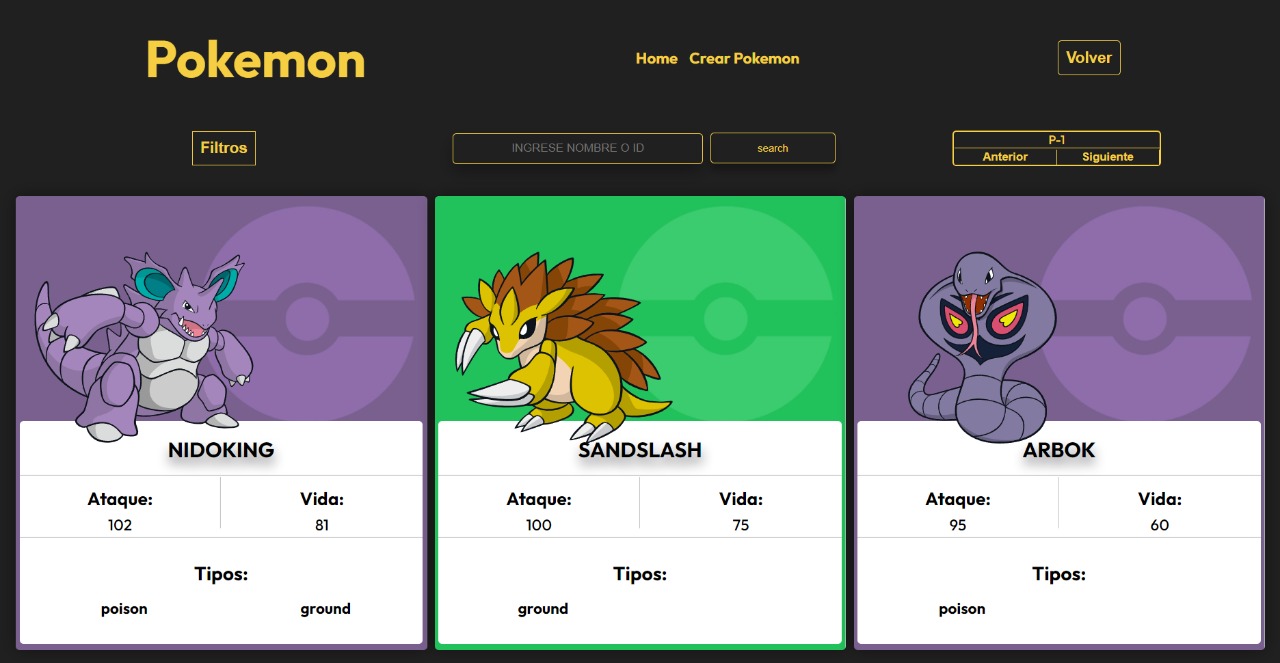 Pokemon
Home Crear Pokemon
Volver
Filtros
INGRESE NOMBRE O ID
search
P-1
Anterior Siguiente
NIDOKING
Ataque: Vida:
102 81
Tipos:
poison ground
SANDSLASH
Ataque: Vida:
100 75
Tipos:
ground
ARBOK
Ataque: Vida:
95 60
Tipos:
poison